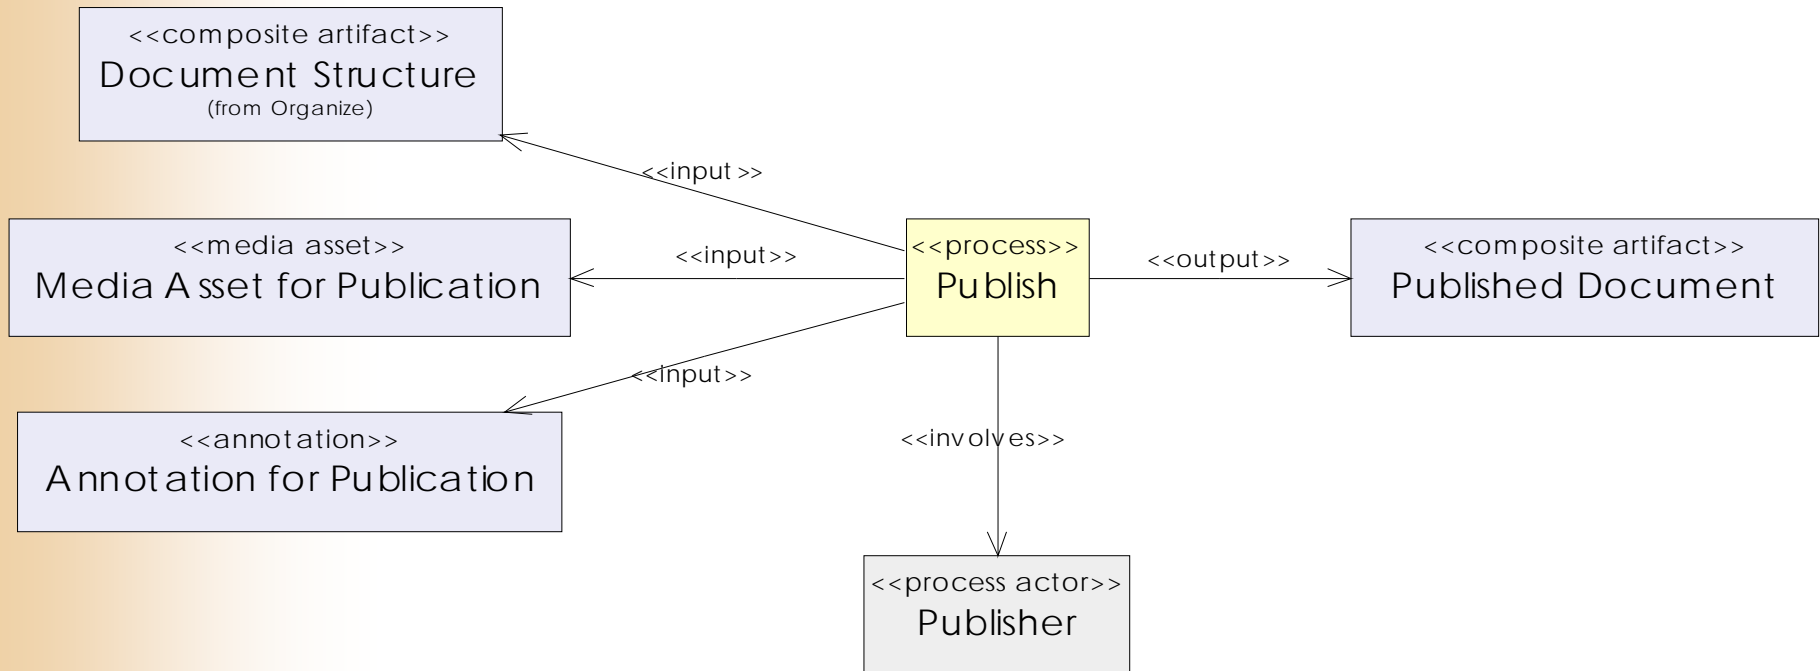 <<composite artifact>>
Document Structure
(from Organize)
<<input>>
<<media asset>>
Media Asset for Publication
<<input>>
<<process>>
Publish
<<output>>
<<composite artifact>>
Published Document
<<input>>
<<annotation>>
Annotation for Publication
<<involves>>
<<process actor>>
Publisher